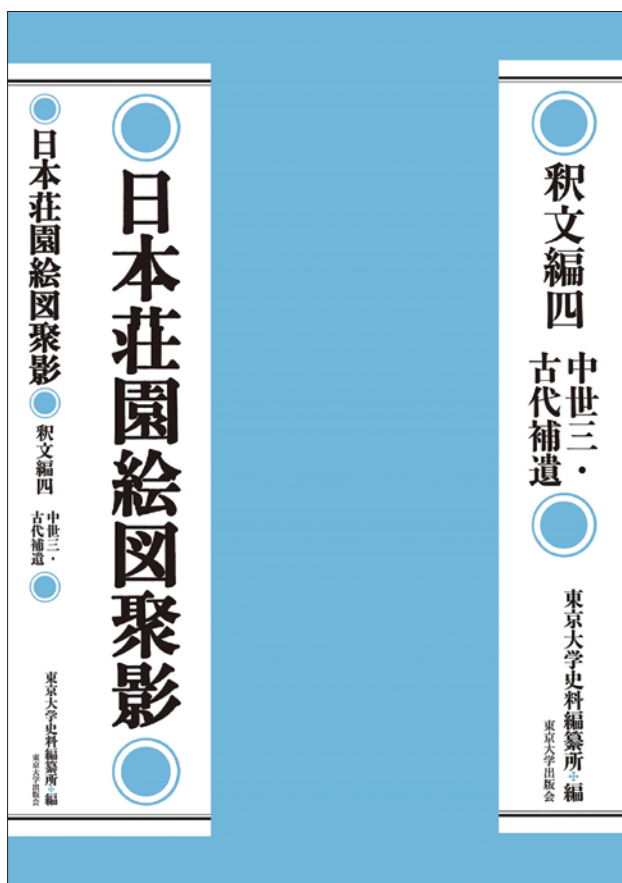 釈文編四
中世三・
古代補遺
東京大学史料編纂所 編
東京大学出版会
日本荘園絵図聚影
日本荘園絵図聚影
釈文編四
中世三・
古代補遺
東京大学史料編纂所 編
東京大学出版会